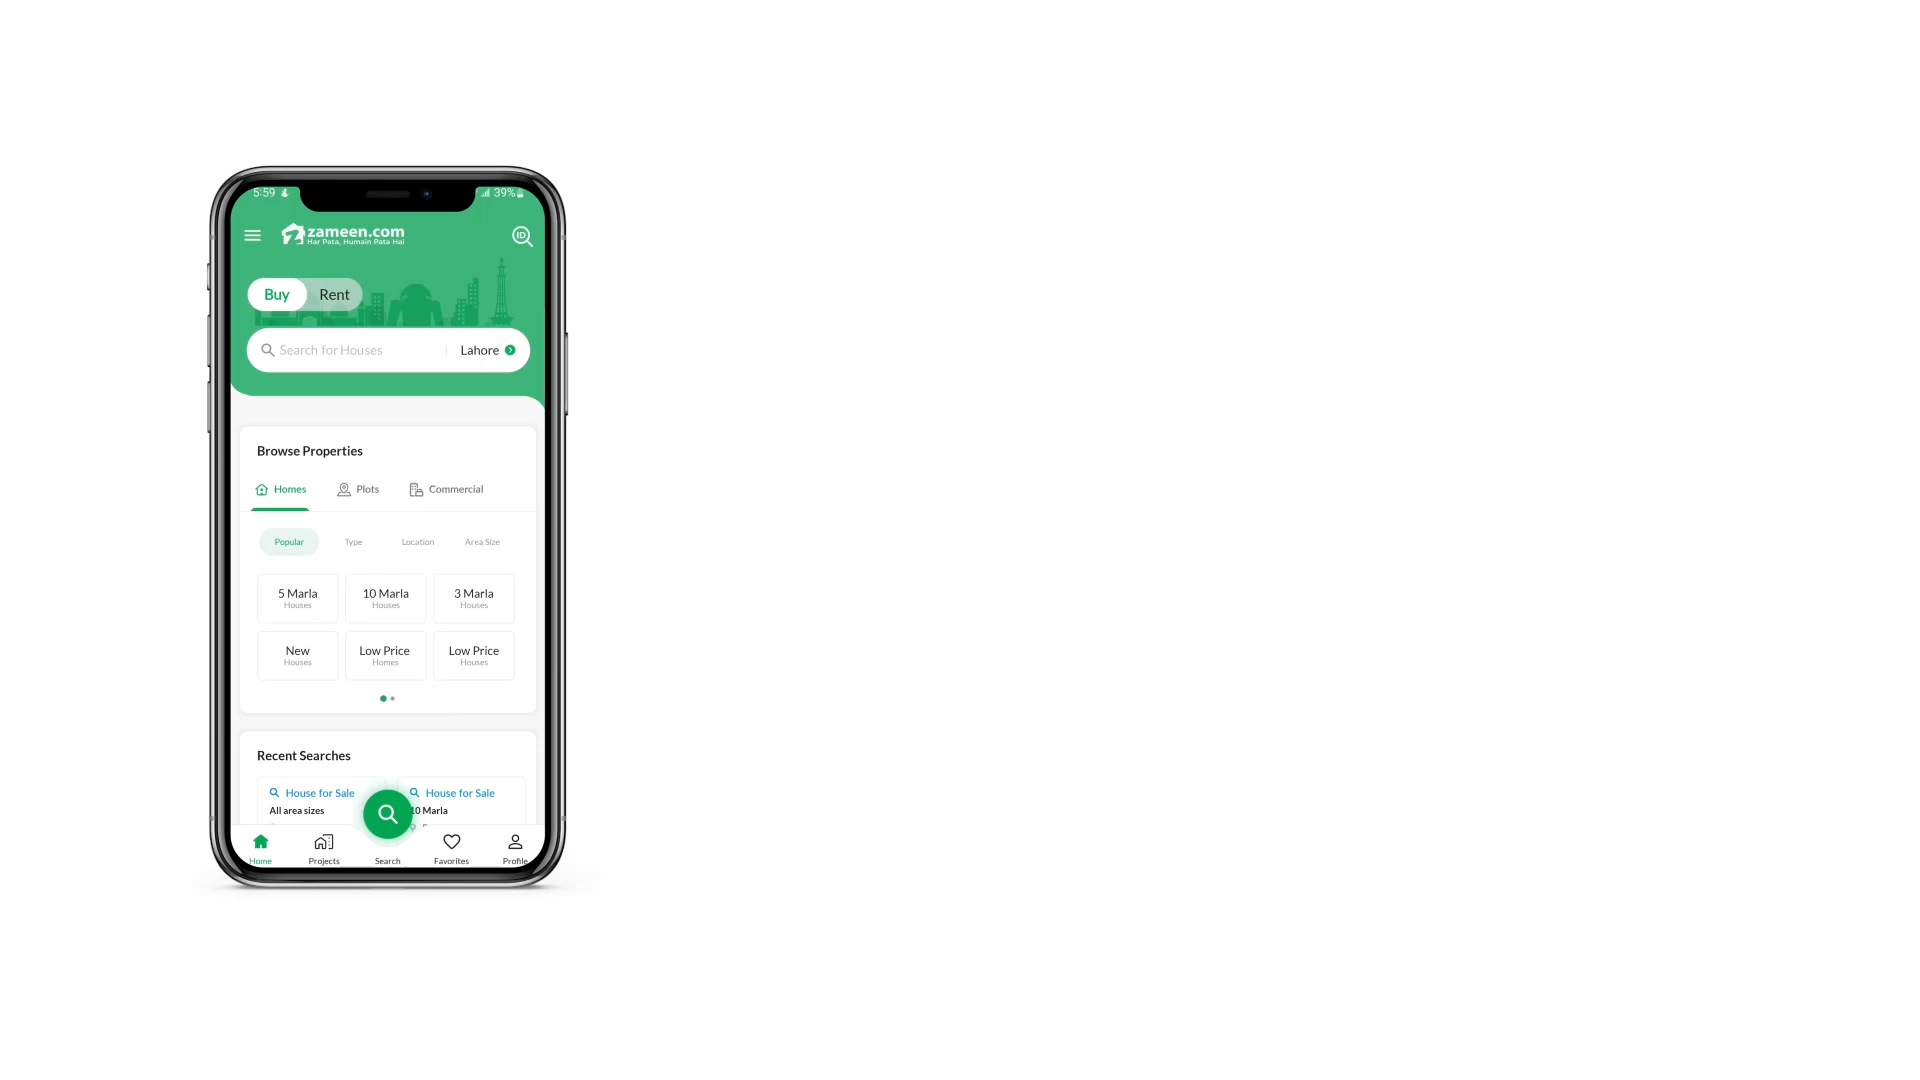 5:59
39%
zameen.com
Har Pata, Humain Pata Hai
ID
Buy Rent
Search for Houses Lahore
Browse Properties
Homes Plots Commercial
Popular Type Location Area Size
5 Marla 10 Marla 3 Marla
Houses Houses Houses
New Low Price Low Price
Houses Homes Houses
Recent Searches
House for Sale House for Sale
All area sizes 10 Marla
Home Projects Search Favorites Profile